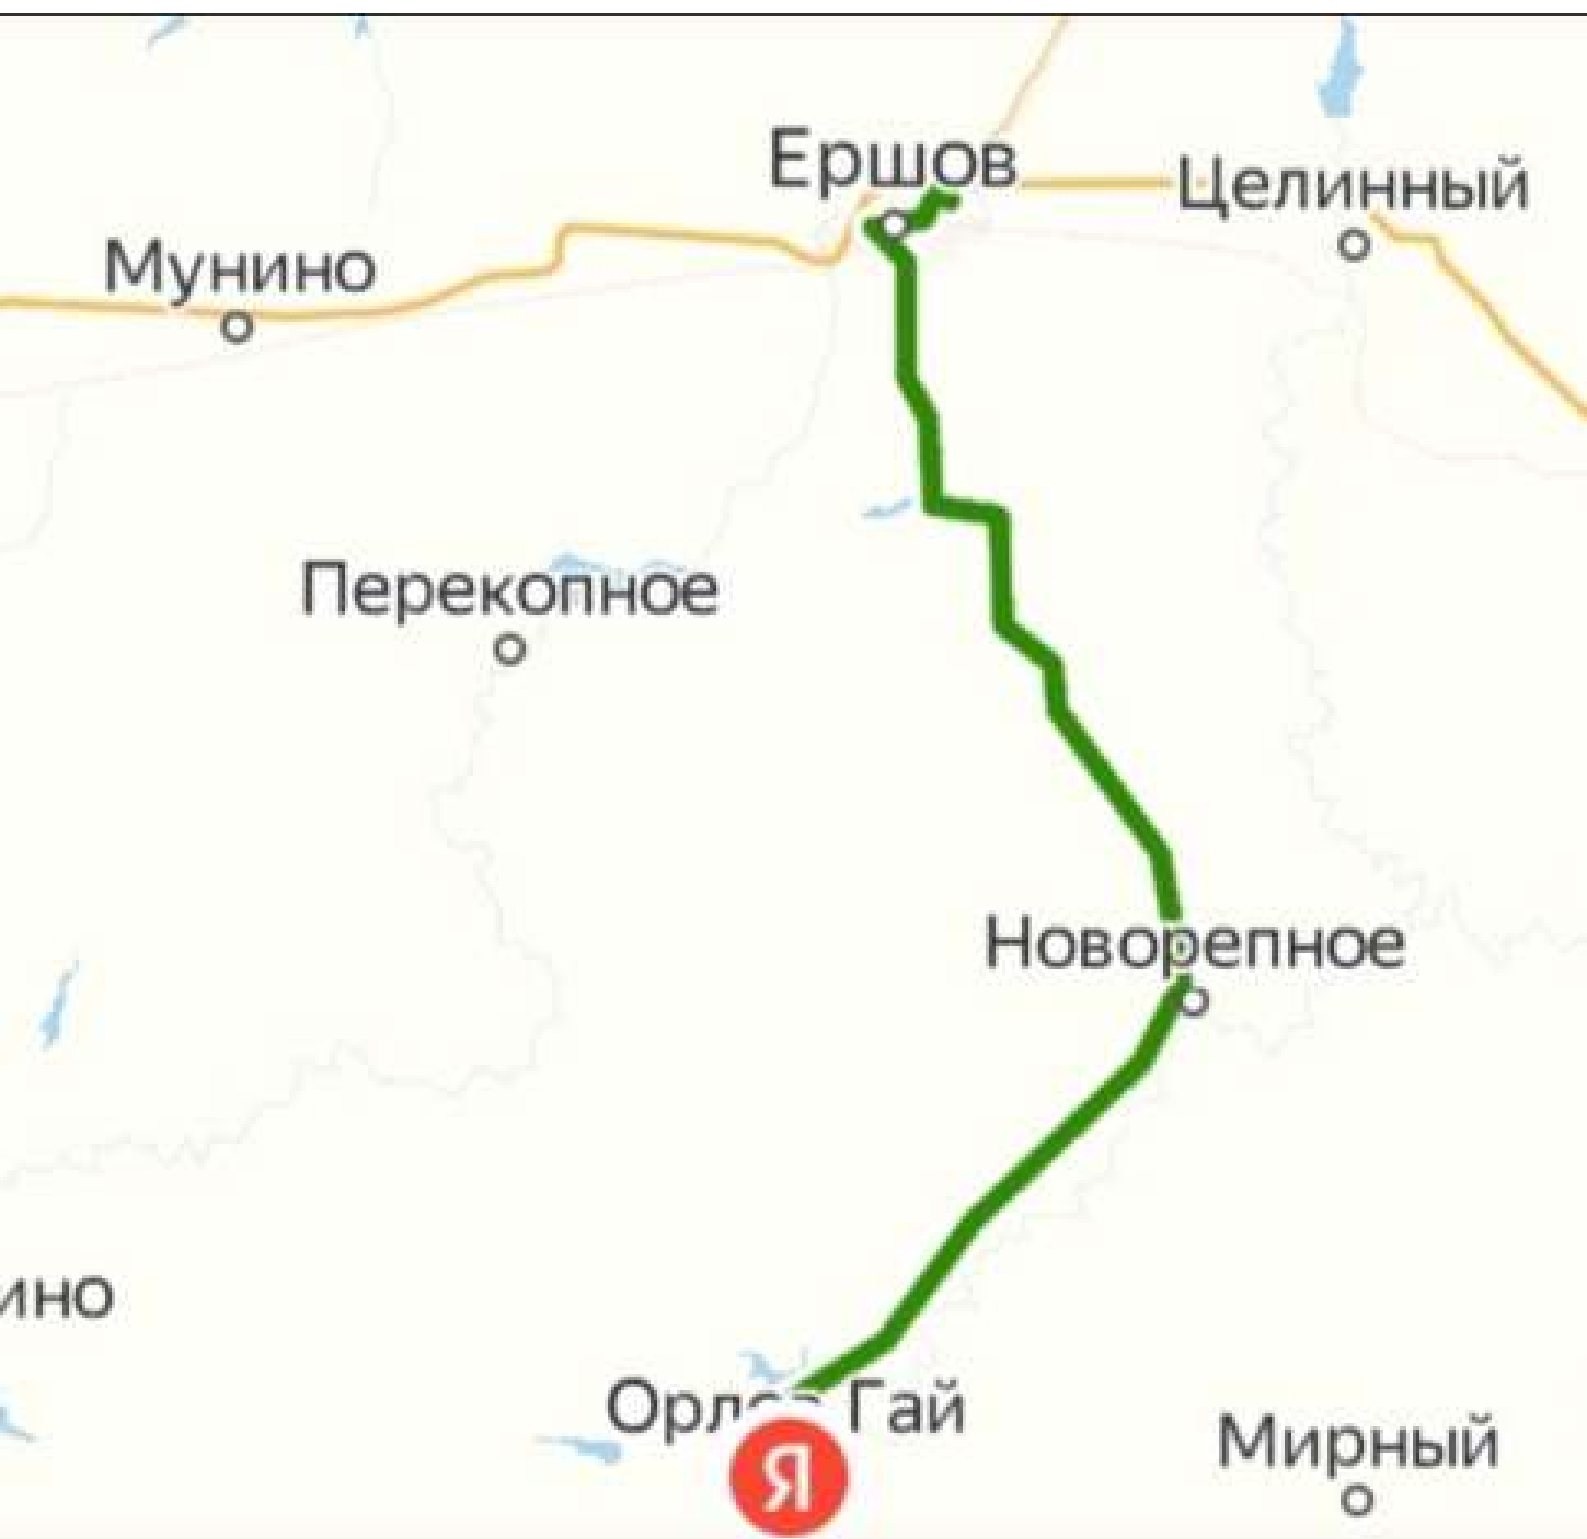 Ершов
Целинный
Мунино
Перекопное
Новорепное
ино
Гай
Мирный
Я